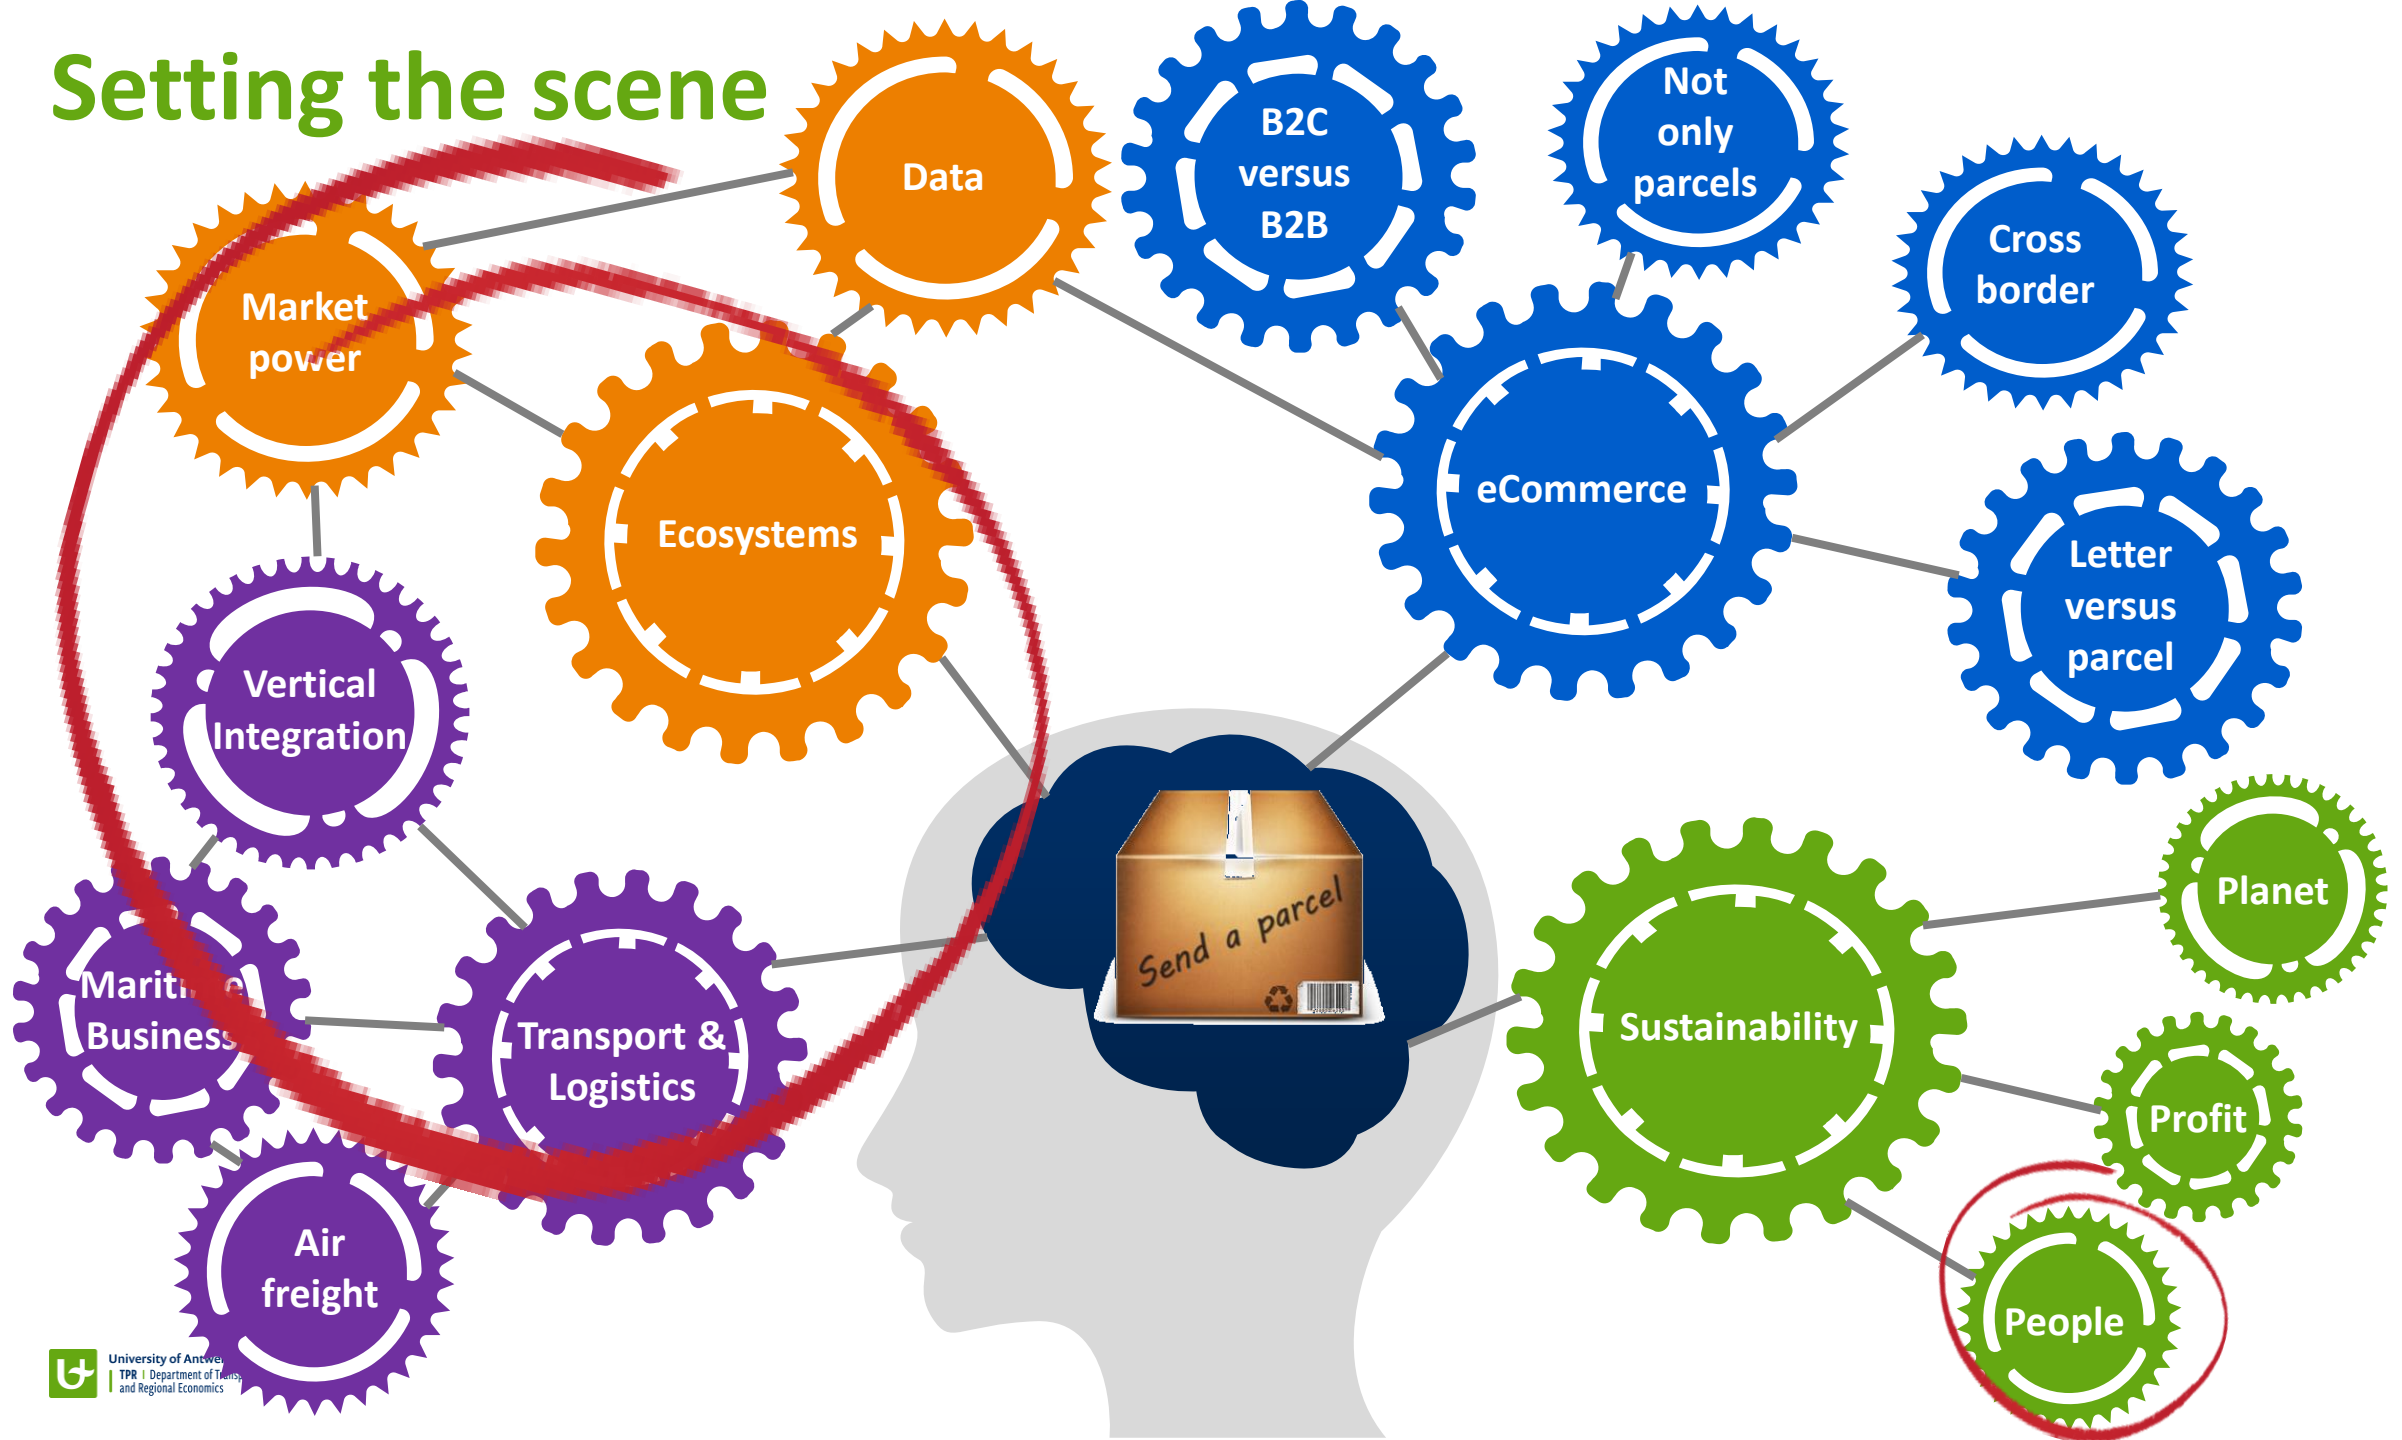 Setting the scene
Data
B2C
versus
B2B
Not
only
parcels
Cross
border
Market
power
Ecosystems
eCommerce
Letter
versus
parcel
Vertical
Integration
Planet
Send a parcel
Business
Transport &
Logistics
Sustainability
Profit
Air
freight
People
University of
TPR | Department of
and Regional Economics